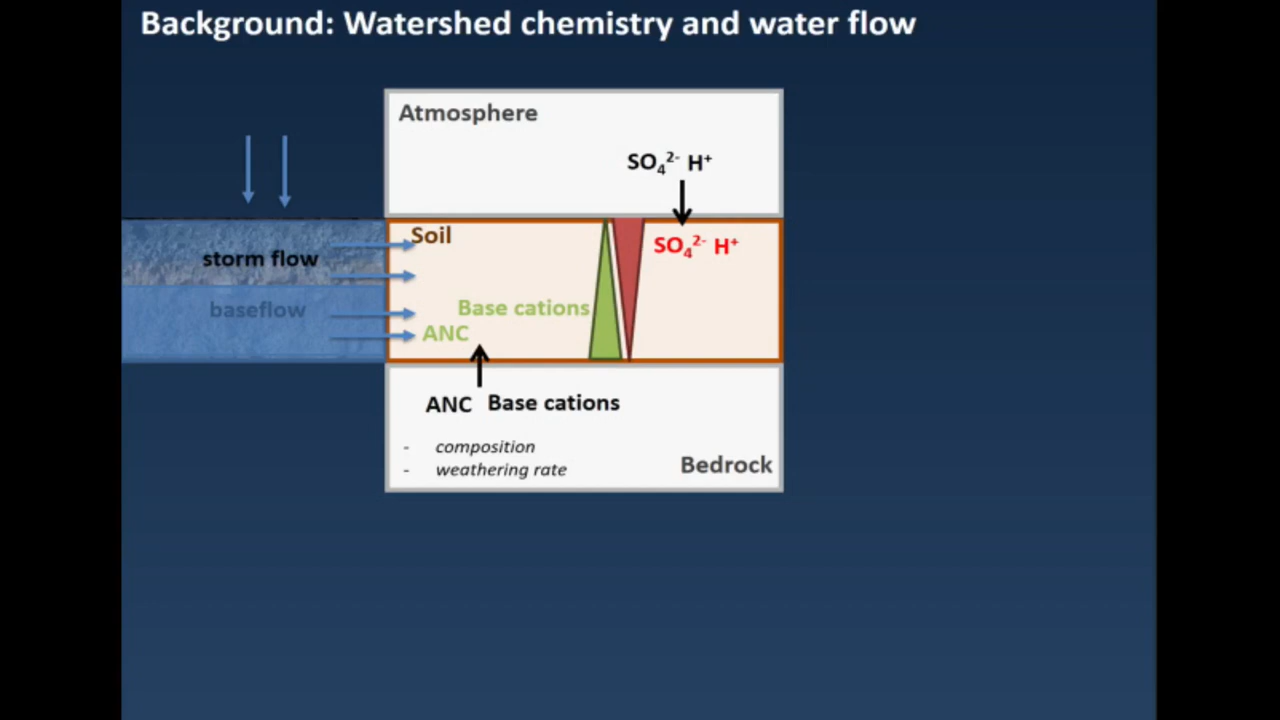 Background: Watershed chemistry and water flow
Atmosphere
SO₄²⁻ H⁺
Soil
SO₄²⁻ H⁺
storm flow
baseflow
Base cations
ANC
ANC Base cations
- composition
- weathering rate
Bedrock